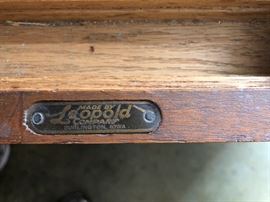 MADE BY
Leopold
COMPANY
BURLINGTON, IOWA